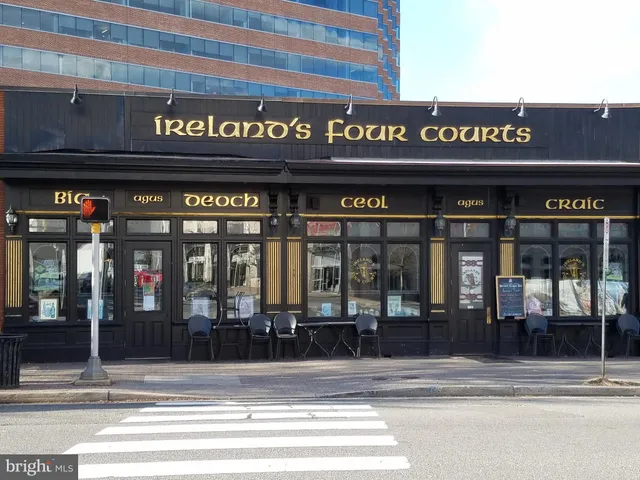 Ireland's Four Courts
Bia agus Deoch Ceol agus Craic
bright MLS